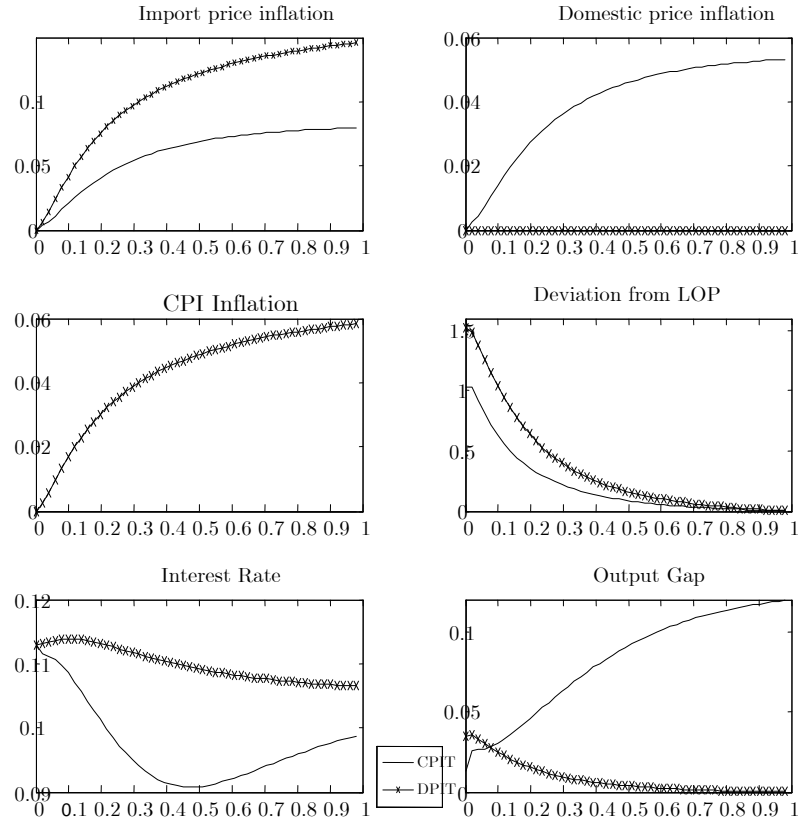 Import price inflation
0.1
0.05
0
0 0.1 0.2 0.3 0.4 0.5 0.6 0.7 0.8 0.9 1
Domestic price inflation
0.06
0.04
0.02
0
0 0.1 0.2 0.3 0.4 0.5 0.6 0.7 0.8 0.9 1
CPI Inflation
0.06
0.04
0.02
0
0 0.1 0.2 0.3 0.4 0.5 0.6 0.7 0.8 0.9 1
Deviation from LOP
1.5
1
0.5
0
0 0.1 0.2 0.3 0.4 0.5 0.6 0.7 0.8 0.9 1
Interest Rate
0.12
0.11
0.1
0.09
0 0.1 0.2 0.3 0.4 0.5 0.6 0.7 0.8 0.9 1
Output Gap
0.1
0.05
0
0 0.1 0.2 0.3 0.4 0.5 0.6 0.7 0.8 0.9 1
CPIT
DPIT